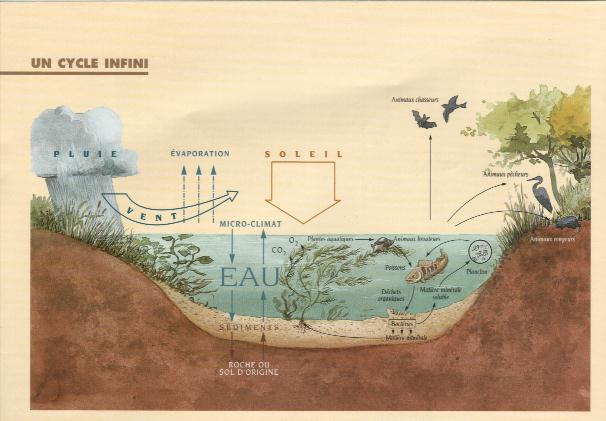 UN CYCLE INFINI
Animaux chasseurs
PLUIE
ÉVAPORATION
SOLEIL
Animaux pêcheurs
VENT
MICRO-CLIMAT
O2
CO2
Plantes aquatiques
Animaux brouteurs
Animaux rongeurs
EAU
Poissons
Plancton
Déchets
organiques
Matière minérale
soluble
Bactéries
SÉDIMENTS
Matière minérale
ROCHE OU
SOL D'ORIGINE